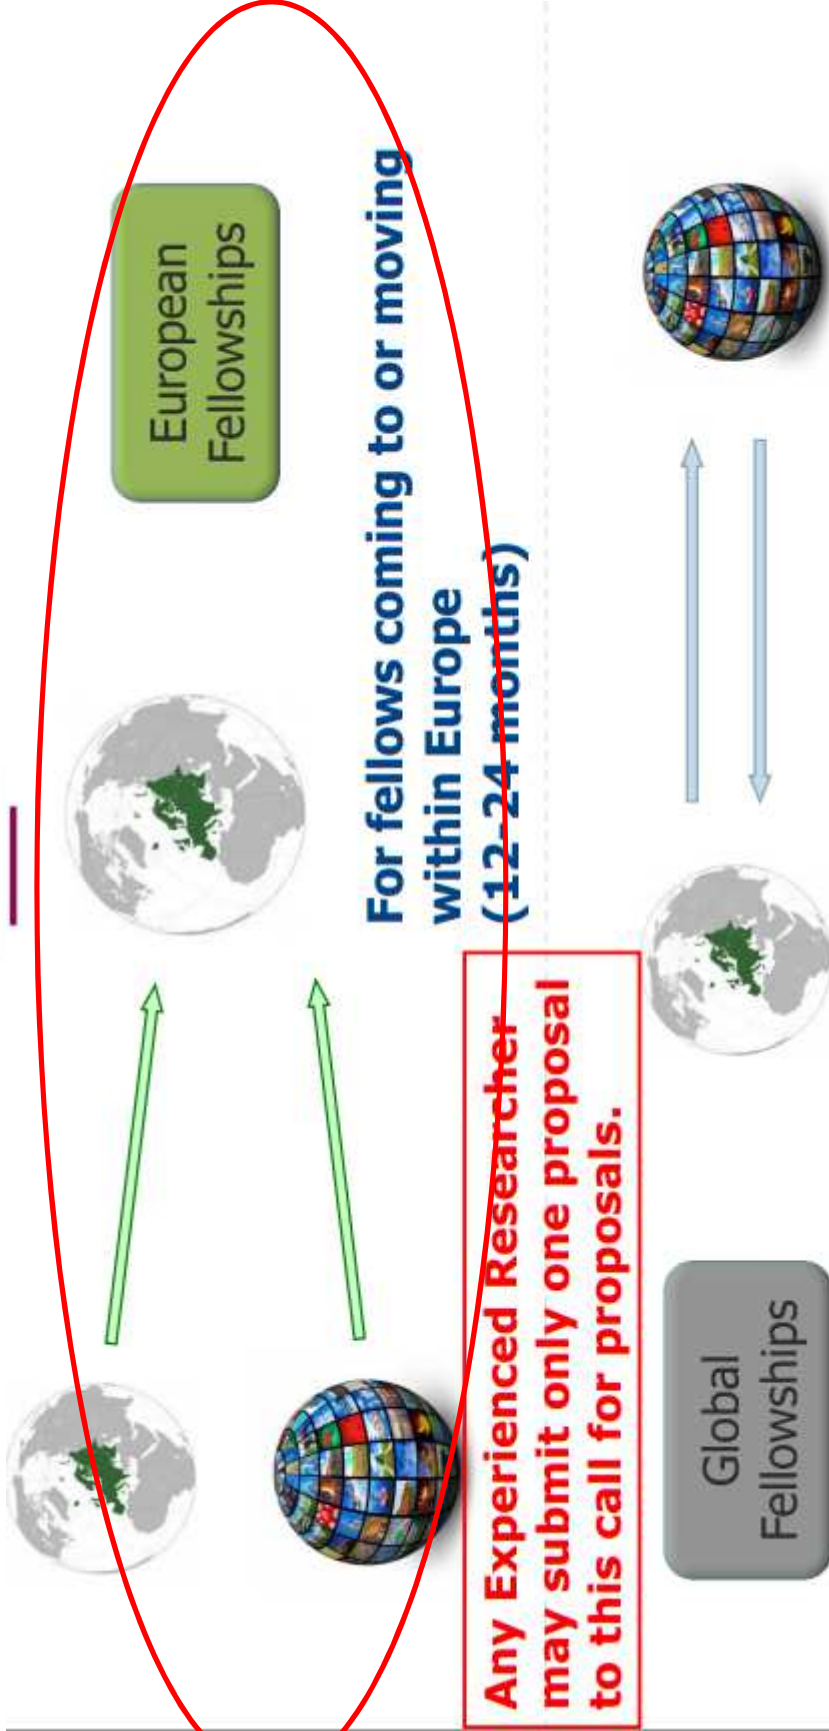 European
Fellowships
For fellows coming to or moving
within Europe
(12-24 months)
Any Experienced Researcher
may submit only one proposal
to this call for proposals.
Global
Fellowships